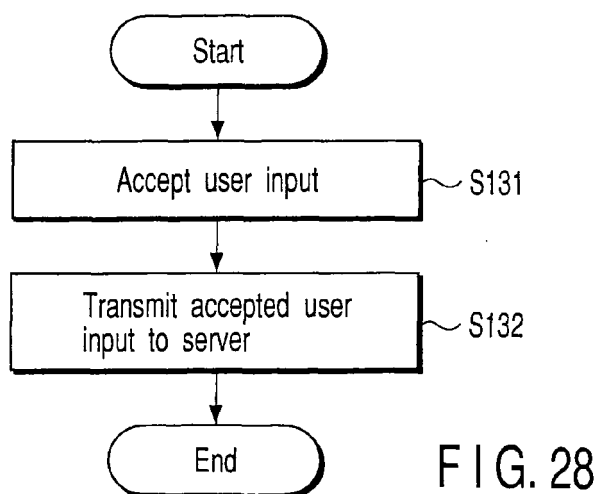 Start
Accept user input
S131
Transmit accepted user
input to server
S132
End
FIG. 28